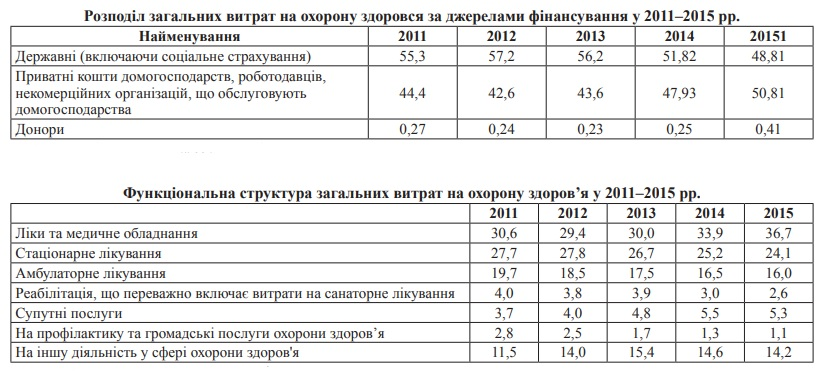 Розподіл загальних витрат на охорону здоровся за джерелами фінансування у 2011–2015 рр.
Найменування 2011 2012 2013 2014 20151
Державні (включаючи соціальне страхування) 55,3 57,2 56,2 51,82 48,81
Приватні кошти домогосподарств, роботодавців,
некомерційних організацій, що обслуговують
домогосподарства 44,4 42,6 43,6 47,93 50,81
Донори 0,27 0,24 0,23 0,25 0,41
Функціональна структура загальних витрат на охорону здоров’я у 2011–2015 рр.
2011 2012 2013 2014 2015
Ліки та медичне обладнання 30,6 29,4 30,0 33,9 36,7
Стаціонарне лікування 27,7 27,8 26,7 25,2 24,1
Амбулаторне лікування 19,7 18,5 17,5 16,5 16,0
Реабілітація, що переважно включає витрати на санаторне лікування 4,0 3,8 3,9 3,0 2,6
Супутні послуги 3,7 4,0 4,8 5,5 5,3
На профілактику та громадські послуги охорони здоров’я 2,8 2,5 1,7 1,3 1,1
На іншу діяльність у сфері охорони здоров'я 11,5 14,0 15,4 14,6 14,2